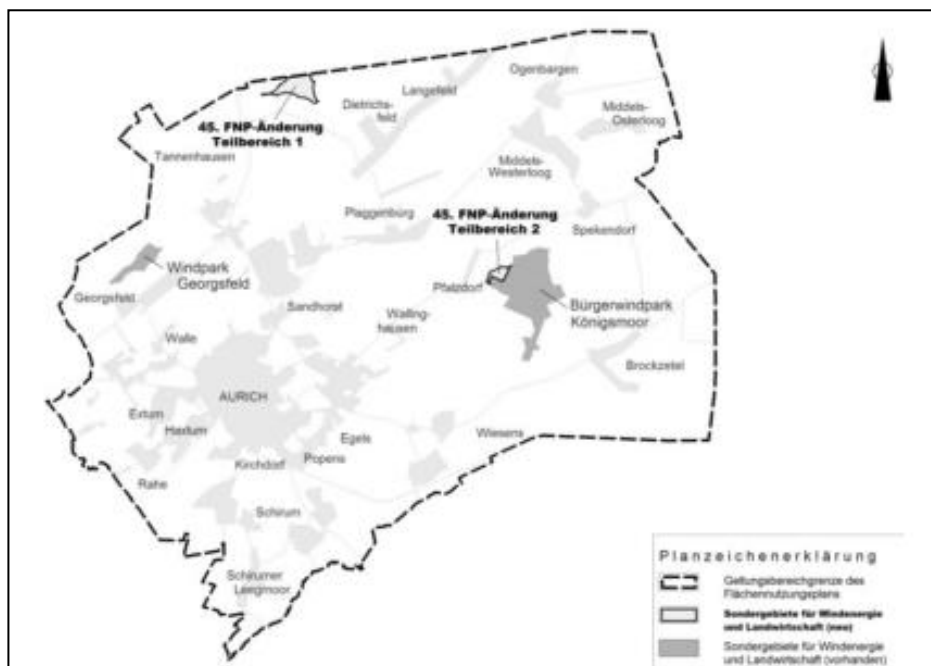 Ogenbargen
Langefeld
Dietrichs-
feld
45. FNP-Änderung
Teilbereich 1
Middels-
Osterloog
Tannenhausen
Middels-
Westerloog
Plaggenburg
45. FNP-Änderung
Teilbereich 2
Spekendorf
Windpark
Georgsfeld
Georgsfeld
Pfalzdorf
Sandhorst
Walling-
hausen
Bürgerwindpark
Königsmoor
Walle
Brockzetel
AURICH
Extum
Haxtum
Egels
Wiesens
Popens
Kirchdorf
Rahe
Schirum
Schirumer
Leegmoor
Planzeichenerklärung
Geltungsbereichgrenze des
Flächennutzungsplans
Sondergebiete für Windenergie
und Landwirtschaft (neu)
Sondergebiete für Windenergie
und Landwirtschaft (vorhanden)